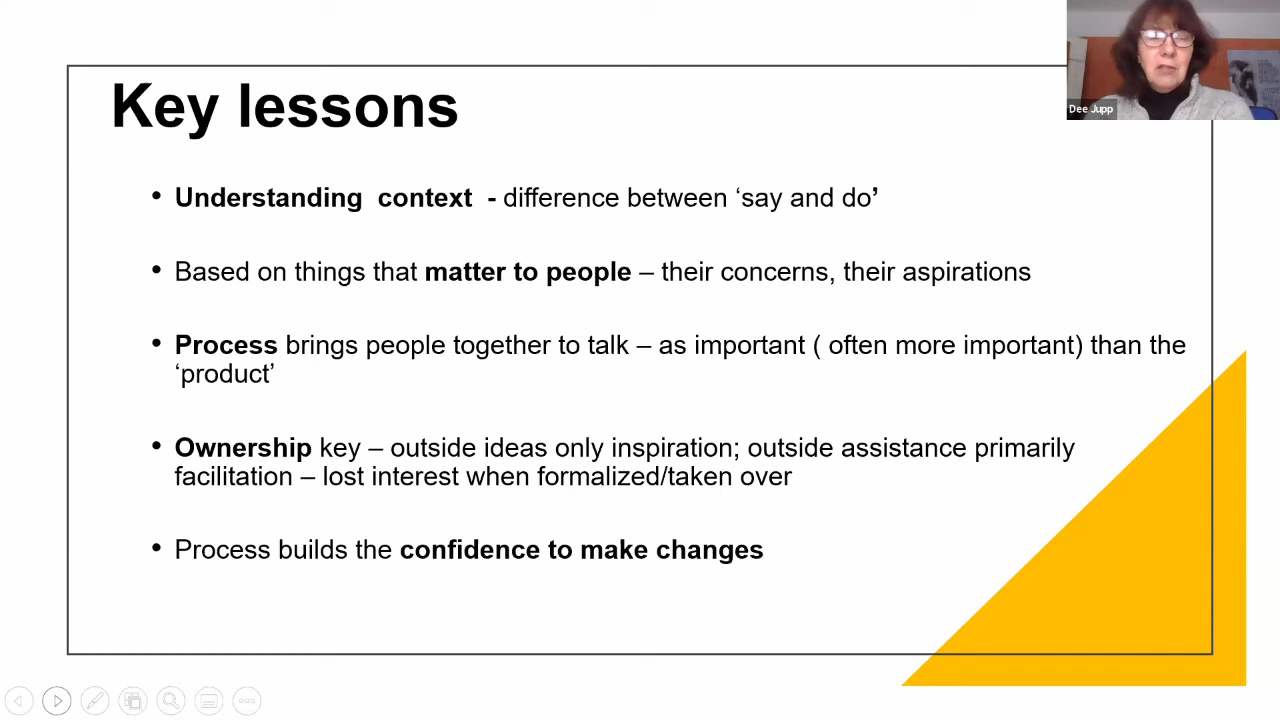 Key lessons
Dee Jupp
• Understanding context - difference between ‘say and do’
• Based on things that matter to people – their concerns, their aspirations
• Process brings people together to talk – as important ( often more important) than the
‘product’
• Ownership key – outside ideas only inspiration; outside assistance primarily
facilitation – lost interest when formalized/taken over
• Process builds the confidence to make changes